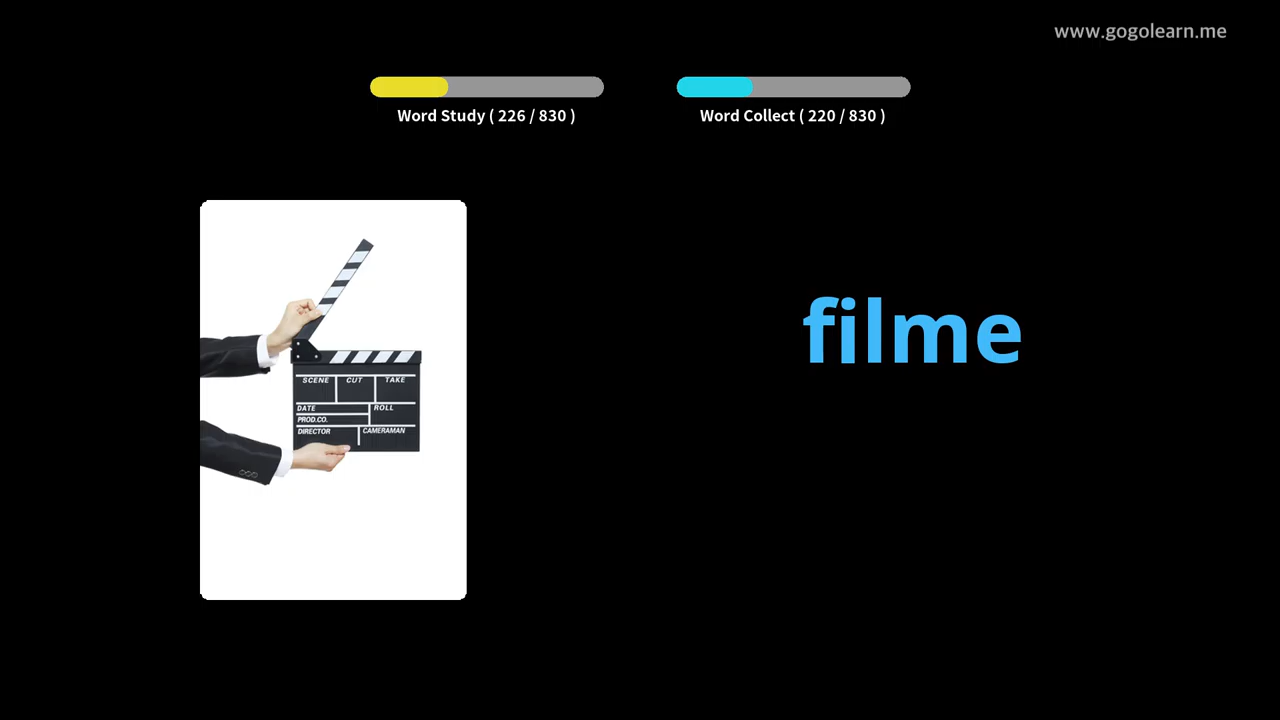 www.gogolearn.me
Word Study ( 226 / 830 )
Word Collect ( 220 / 830 )
SCENE CUT TAKE
DATE ROLL
PROD.CO.
DIRECTOR CAMERAMAN
filme